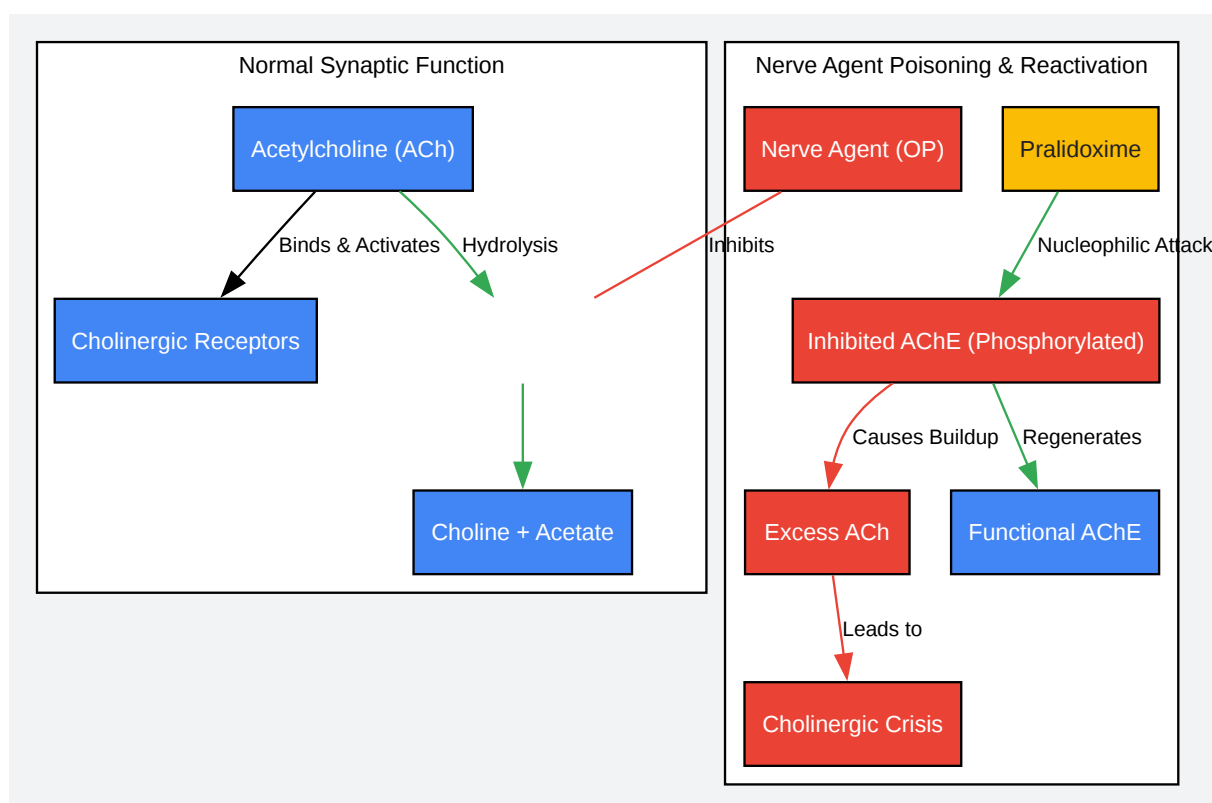 Normal Synaptic Function
Nerve Agent Poisoning & Reactivation
Acetylcholine (ACh)
Nerve Agent (OP)
Pralidoxime
Binds & Activates
Hydrolysis
Inhibits
Nucleophilic Attack
Cholinergic Receptors
Inhibited AChE (Phosphorylated)
Causes Buildup
Regenerates
Choline + Acetate
Excess ACh
Functional AChE
Leads to
Cholinergic Crisis